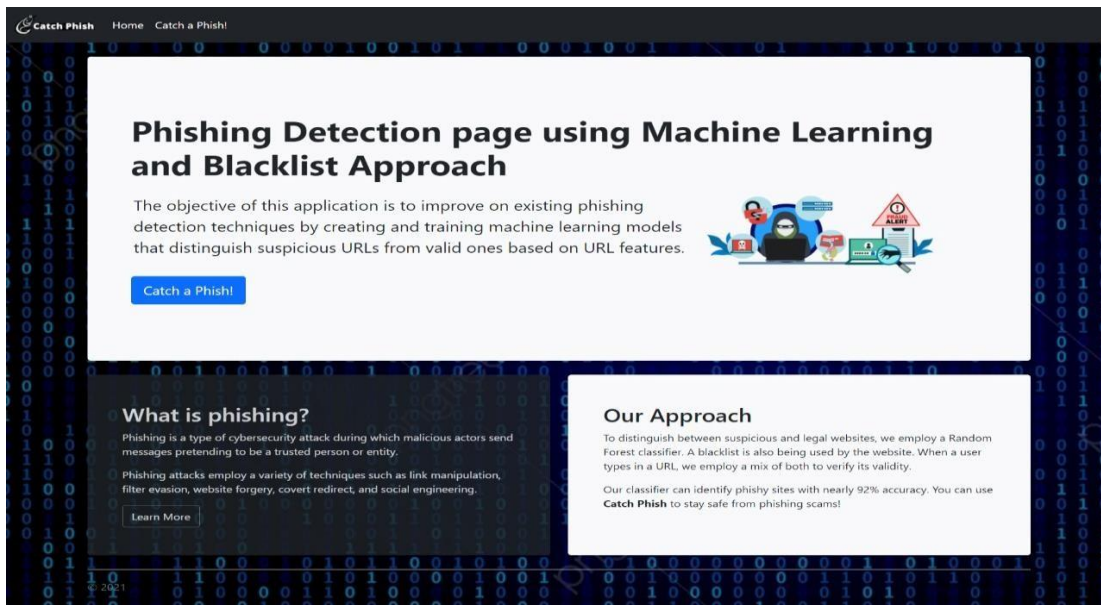 Catch Phish Home Catch a Phish!
Phishing Detection page using Machine Learning
and Blacklist Approach
The objective of this application is to improve on existing phishing
detection techniques by creating and training machine learning models
that distinguish suspicious URLs from valid ones based on URL features.
FRAUD
ALERT
Catch a Phish!
What is phishing?
Phishing is a type of cybersecurity attack during which malicious actors send
messages pretending to be a trusted person or entity.
Phishing attacks employ a variety of techniques such as link manipulation,
filter evasion, website forgery, covert redirect, and social engineering.
Learn More
Our Approach
To distinguish between suspicious and legal websites, we employ a Random
Forest classifier. A blacklist is also being used by the website. When a user
types in a URL, we employ a mix of both to verify its validity.
Our classifier can identify phishy sites with nearly 92% accuracy. You can use
Catch Phish to stay safe from phishing scams!
© 2021